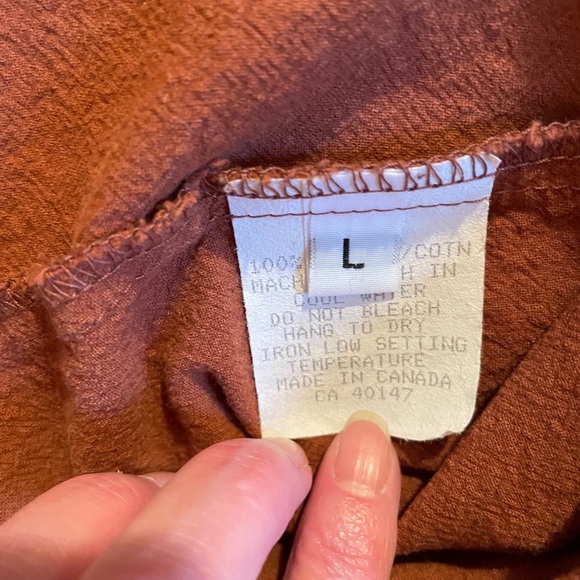 L
100% /COTN
MACH H IN
COOL WATER
DO NOT BLEACH
HANG TO DRY
IRON LOW SETTING
TEMPERATURE
MADE IN CANADA
CA 40147